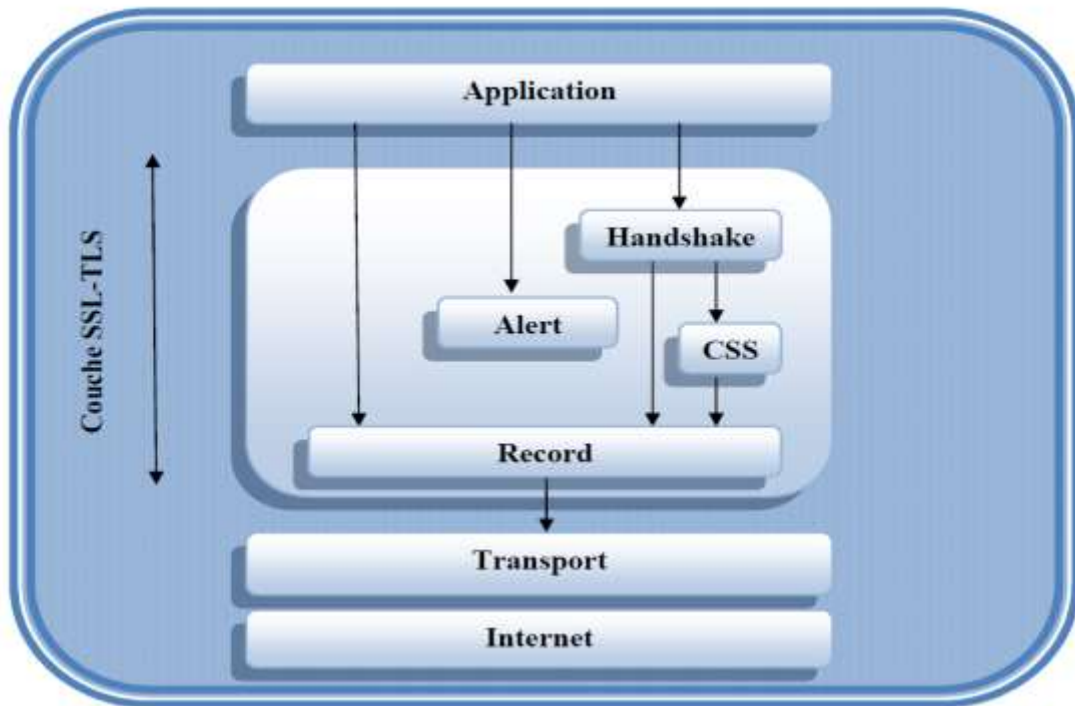 Application
Couche SSL-TLS
Handshake
Alert
CSS
Record
Transport
Internet